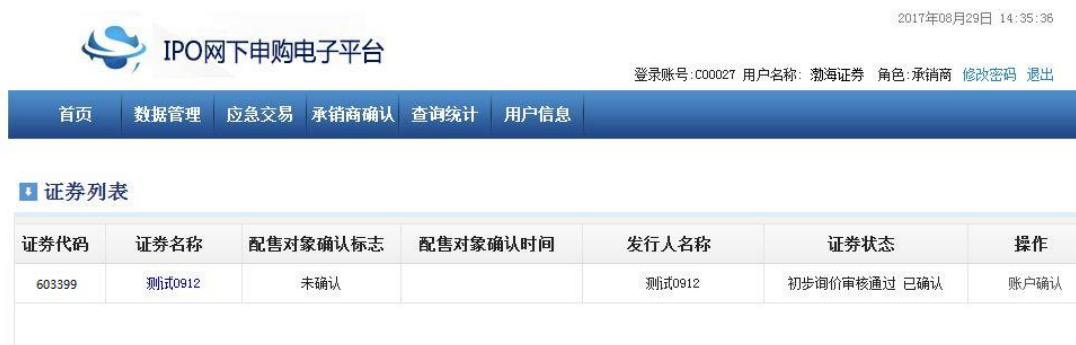 2017年08月29日 14:35:36
IPO网下申购电子平台
登录账号:C00027 用户名称: 渤海证券 角色:承销商 修改密码 退出
首页 数据管理 应急交易 承销商确认 查询统计 用户信息
证券列表
证券代码 证券名称 配售对象确认标志 配售对象确认时间 发行人名称 证券状态 操作
603399 测试0912 未确认 测试0912 初步询价审核通过 已确认 账户确认